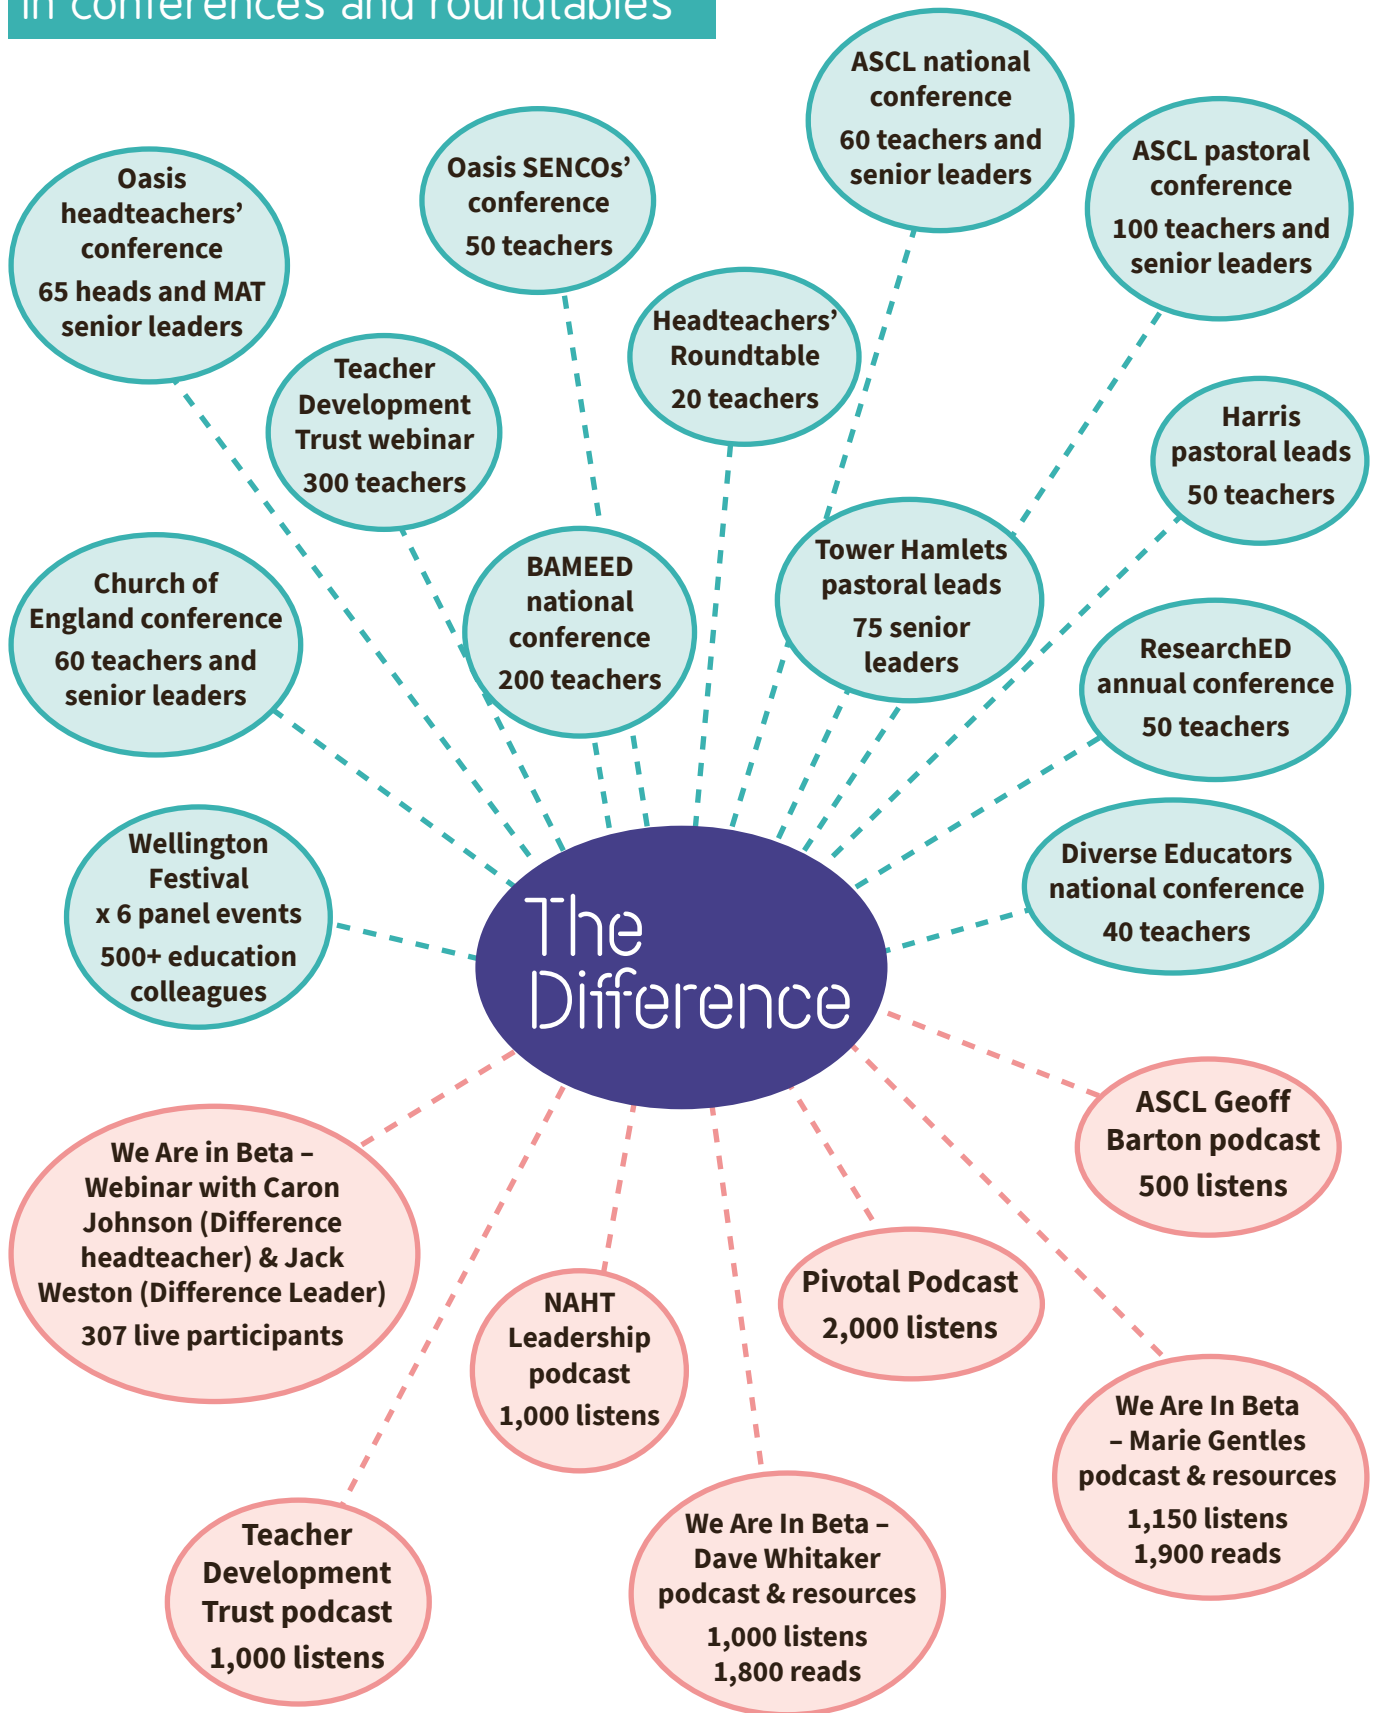 in conferences and roundtables
ASCL national
conference
60 teachers and
senior leaders
Oasis SENCOs’
conference
50 teachers
ASCL pastoral
conference
100 teachers and
senior leaders
Oasis
headteachers’
conference
65 heads and MAT
senior leaders
Headteachers’
Roundtable
20 teachers
Teacher
Development
Trust webinar
300 teachers
Harris
pastoral leads
50 teachers
Tower Hamlets
pastoral leads
75 senior
leaders
BAMEED
national
conference
200 teachers
Church of
England conference
60 teachers and
senior leaders
ResearchED
annual conference
50 teachers
Wellington
Festival
x 6 panel events
500+ education
colleagues
Diverse Educators
national conference
40 teachers
The
Difference
ASCL Geoff
Barton podcast
500 listens
We Are in Beta –
Webinar with Caron
Johnson (Difference
headteacher) & Jack
Weston (Difference Leader)
307 live participants
Pivotal Podcast
2,000 listens
NAHT
Leadership
podcast
1,000 listens
We Are In Beta
– Marie Gentles
podcast & resources
1,150 listens
1,900 reads
Teacher
Development
Trust podcast
1,000 listens
We Are In Beta –
Dave Whitaker
podcast & resources
1,000 listens
1,800 reads